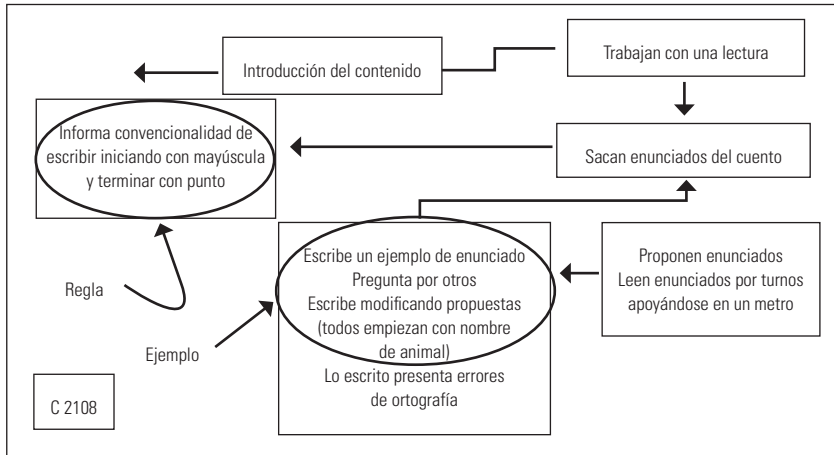 Introducción del contenido
Trabajan con una lectura
Informa convencionalidad de
escribir iniciando con mayúscula
y terminar con punto
Sacan enunciados del cuento
Escribe un ejemplo de enunciado
Pregunta por otros
Escribe modificando propuestas
(todos empiezan con nombre
de animal)
Lo escrito presenta errores
de ortografía
Proponen enunciados
Leen enunciados por turnos
apoyándose en un metro
Regla
Ejemplo
C 2108